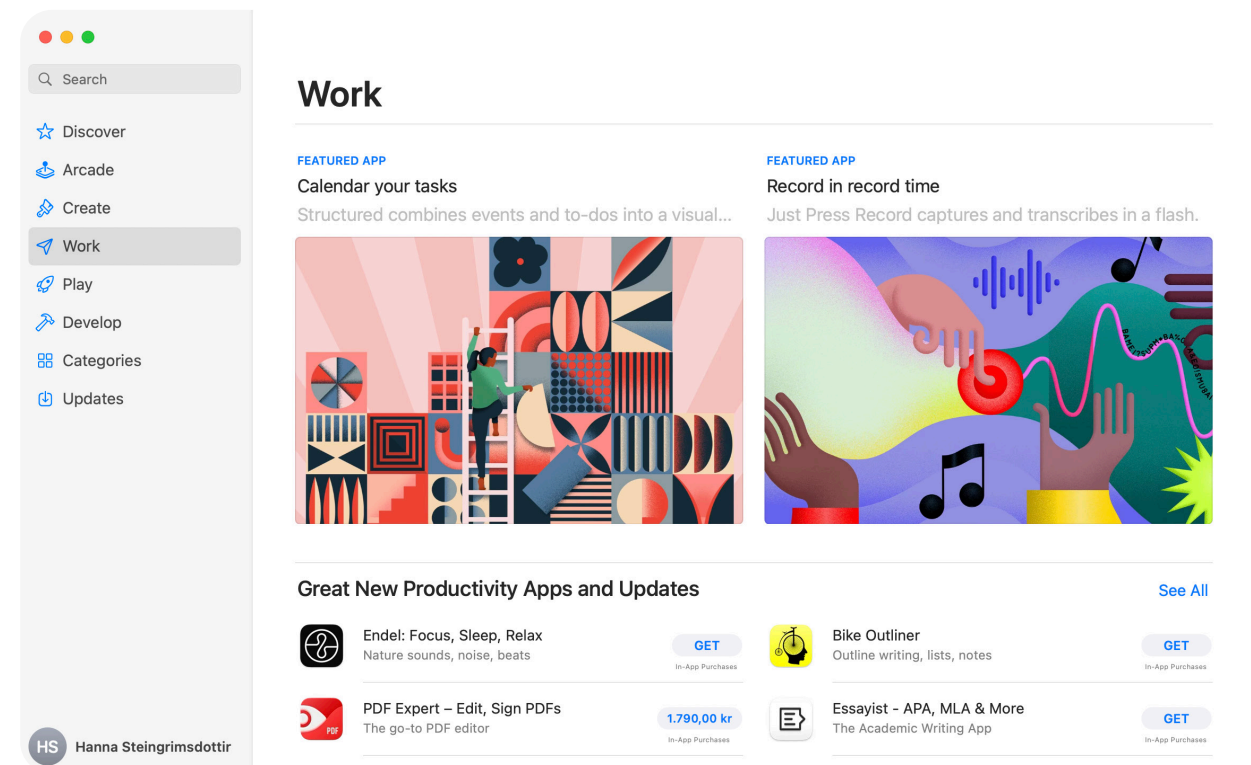 Search
Discover
Arcade
Create
Work
Play
Develop
Categories
Updates
HS
Hanna Steingrimsdottir
Work
FEATURED APP
Calendar your tasks
Structured combines events and to-dos into a visual...
FEATURED APP
Record in record time
Just Press Record captures and transcribes in a flash.
Great New Productivity Apps and Updates
See All
Endel: Focus, Sleep, Relax
Nature sounds, noise, beats
GET
In-App Purchases
Bike Outliner
Outline writing, lists, notes
GET
In-App Purchases
PDF
PDF Expert – Edit, Sign PDFs
The go-to PDF editor
1.790,00 kr
In-App Purchases
Essayist - APA, MLA & More
The Academic Writing App
GET
In-App Purchases